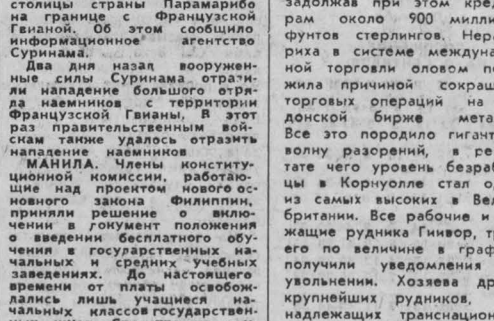 столицы страны Парамарибо
на границе с Французской
Гвианой. Об этом сообщило
информационное агентство
Суринама.
Два дня назад вооружен-
ные силы Суринама отрази-
ли нападение большого отря-
да наемников с территории
Французской Гвианы. В этот
раз правительственным вой-
скам также удалось отразить
нападение наемников
МАНИЛА. Члены конститу-
ционной комиссии, работаю-
щие над проектом нового ос-
новного закона Филиппин,
приняли решение о вклю-
чении в документ положения
о введении бесплатного обу-
чения в государственных на-
чальных и средних учебных
заведениях. До настоящего
времени от платы освобож-
дались лишь учащиеся на-
чальных классов государствен-
задолжав при этом кре
рам около 900 милли
фунтов стерлингов. Нера
риха в системе междуна
ной торговли оловом по
жила причиной сокращ
торговых операций на
донской бирже мета
Все это породило гигант
волну разорений, в ре
тате чего уровень безраб
цы в Корнуолле стал о
из самых высоких в Вел
британии. Все рабочие и
жащие рудника Гиивор, тр
его по величине в граф
получили уведомления
увольнении. Хозяева др
крупнейших рудников,
надлежащих транснацион